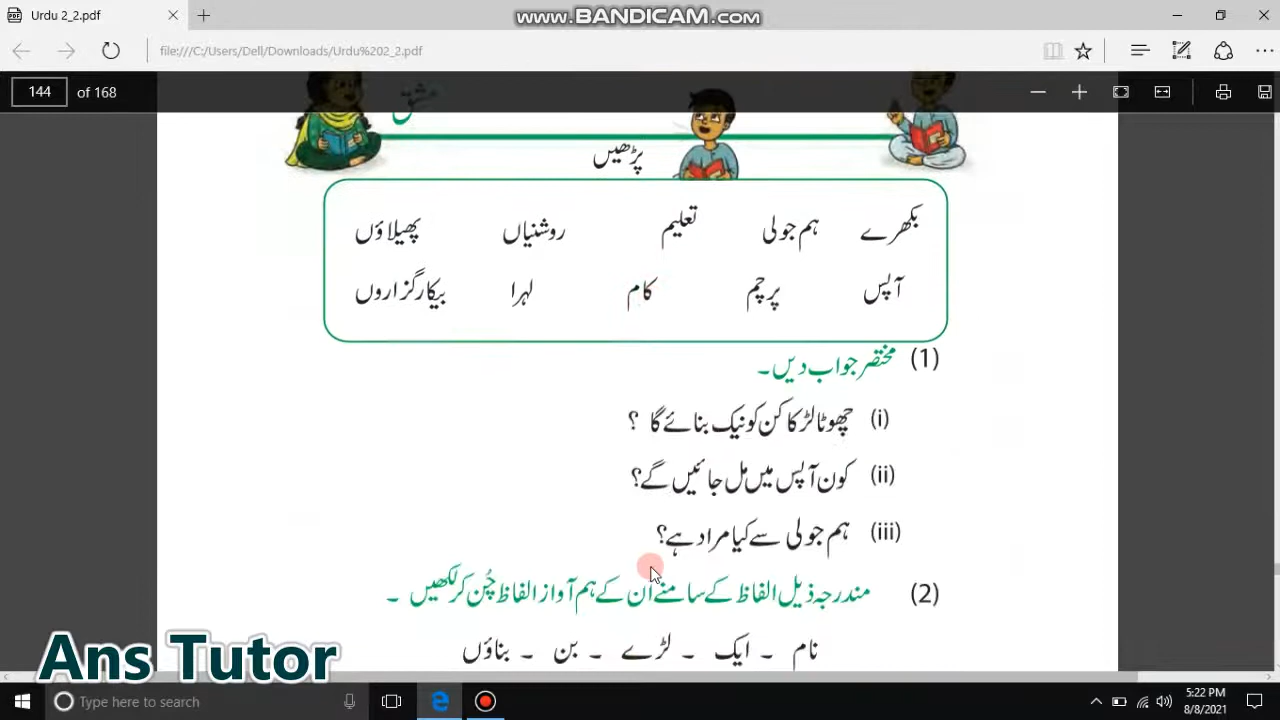 Urdu 2_2.pdf
www.BANDICAM.com
file:///C:/Users/Dell/Downloads/Urdu%202_2.pdf
144 of 168
مشق
پڑھیں
بکھرے ہم جولی تعلیم روشنیاں پھیلاؤں
آپس پرچم کام لہرا بیکار گزاروں
(1) مختصر جواب دیں۔
(i) چھوٹا لڑکا کن کو نیک بنائے گا ؟
(ii) کون آپس میں مل جائیں گے؟
(iii) ہم جولی سے کیا مراد ہے؟
(2) مندرجہ ذیل الفاظ کے سامنے اُن کے ہم آواز الفاظ چُن کر لکھیں ۔
نام ۔ ایک ۔ لڑے ۔ بن ۔ بناؤں
Ans Tutor
Type here to search
5:22 PM
8/8/2021